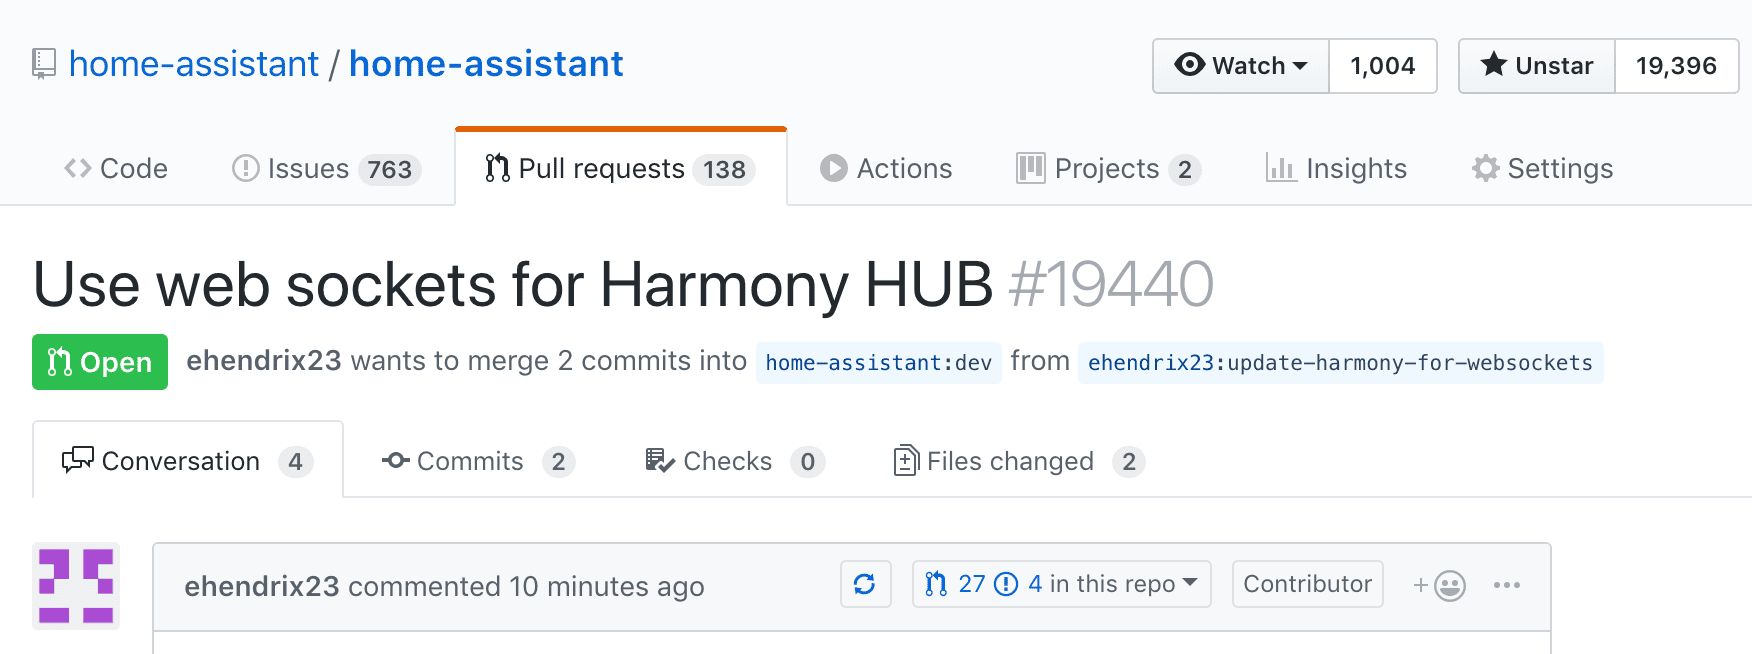 home-assistant / home-assistant
Watch 1,004 Unstar 19,396
Code Issues 763 Pull requests 138 Actions Projects 2 Insights Settings
Use web sockets for Harmony HUB #19440
Open ehendrix23 wants to merge 2 commits into home-assistant:dev from ehendrix23:update-harmony-for-websockets
Conversation 4 Commits 2 Checks 0 Files changed 2
ehendrix23 commented 10 minutes ago 27 4 in this repo Contributor